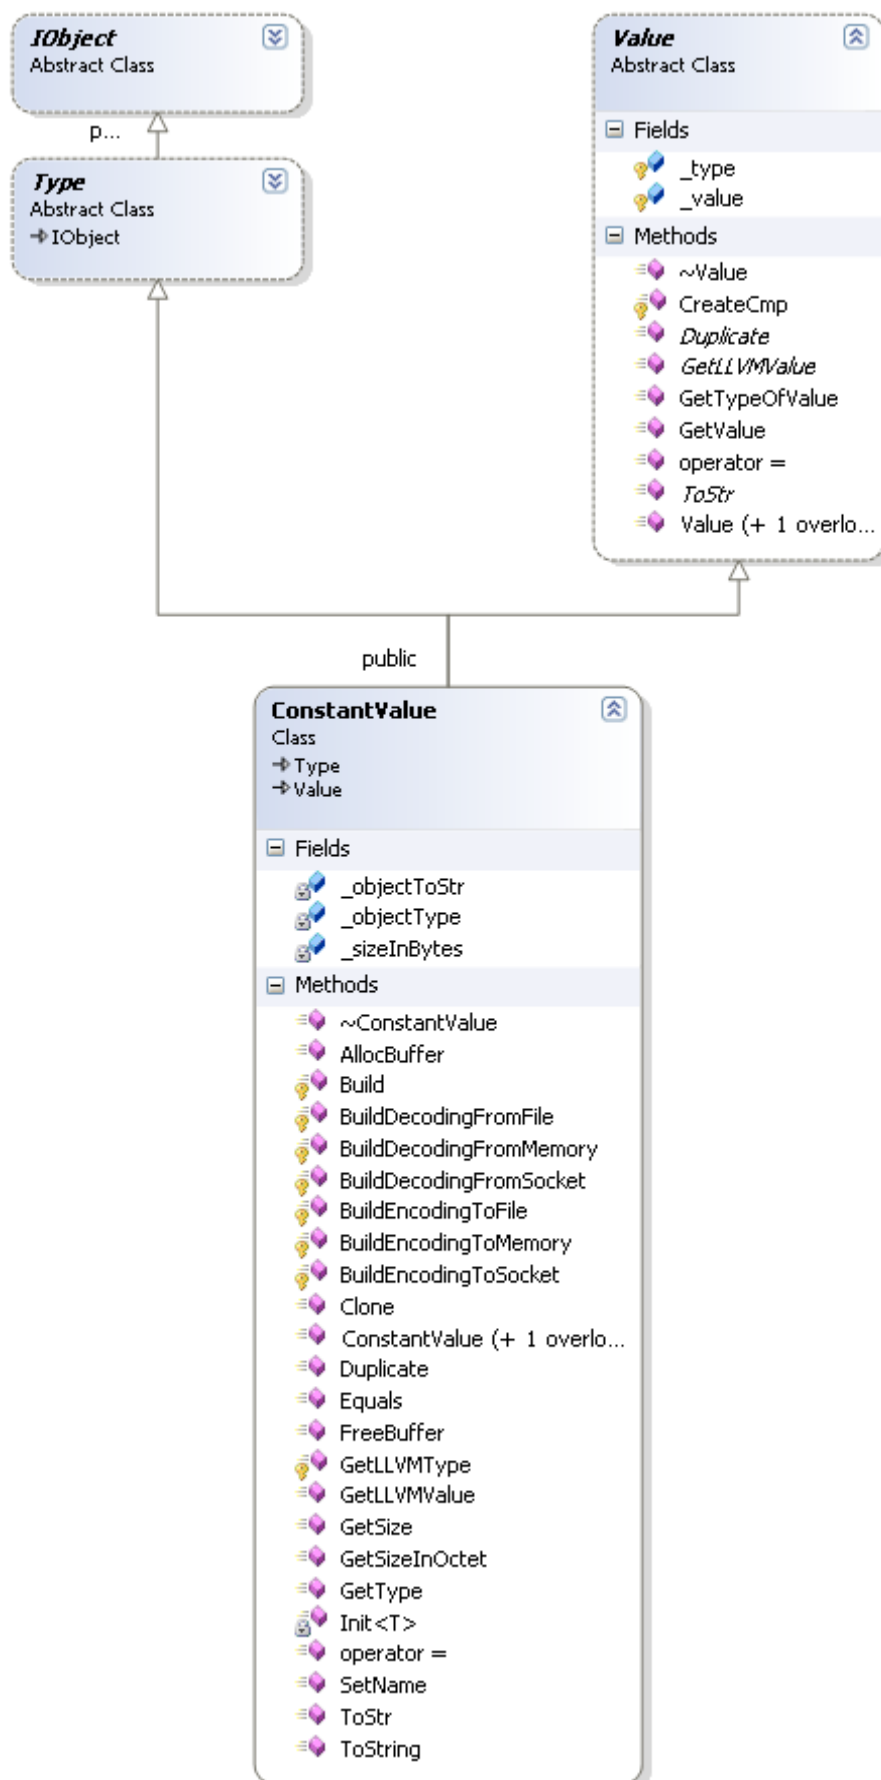 IObject
Abstract Class
p...
Type
Abstract Class
IObject
Value
Abstract Class
Fields
_type
_value
Methods
~Value
CreateCmp
Duplicate
GetLLVMValue
GetTypeOfValue
GetValue
operator =
ToStr
Value (+ 1 overlo...
public
ConstantValue
Class
Type
Value
Fields
_objectToStr
_objectType
_sizeInBytes
Methods
~ConstantValue
AllocBuffer
Build
BuildDecodingFromFile
BuildDecodingFromMemory
BuildDecodingFromSocket
BuildEncodingToFile
BuildEncodingToMemory
BuildEncodingToSocket
Clone
ConstantValue (+ 1 overlo...
Duplicate
Equals
FreeBuffer
GetLLVMType
GetLLVMValue
GetSize
GetSizeInOctet
GetType
Init<T>
operator =
SetName
ToStr
ToString